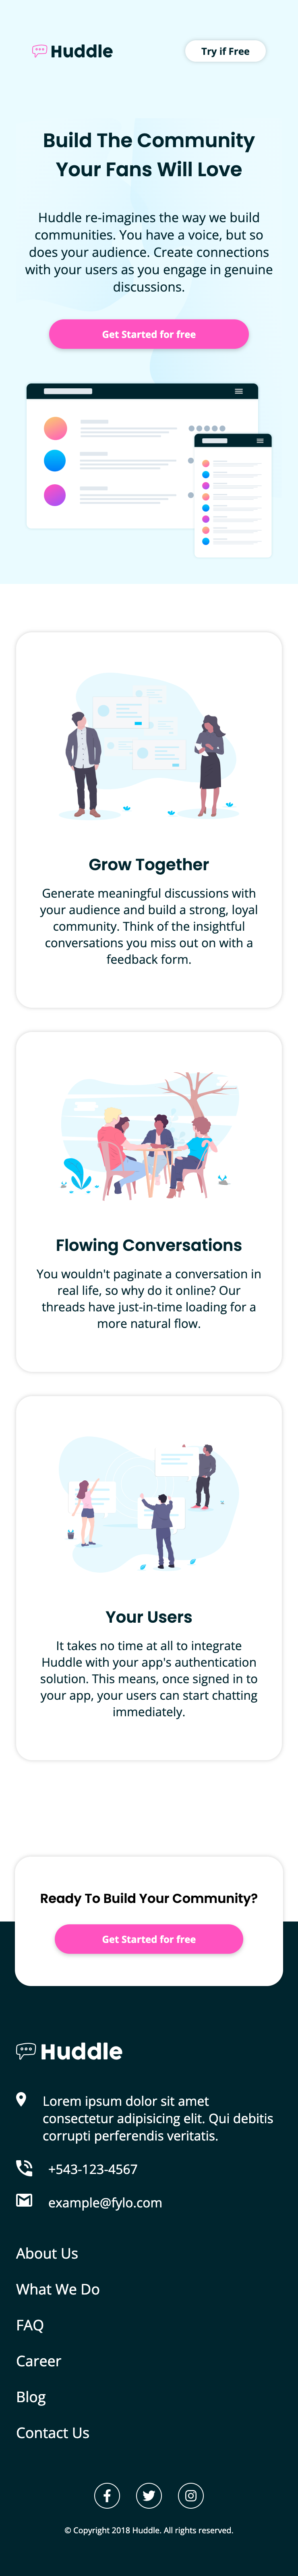 Huddle
Try if Free
Build The Community
Your Fans Will Love
Huddle re-imagines the way we build
communities. You have a voice, but so
does your audience. Create connections
with your users as you engage in genuine
discussions.
Get Started for free
Grow Together
Generate meaningful discussions with
your audience and build a strong, loyal
community. Think of the insightful
conversations you miss out on with a
feedback form.
Flowing Conversations
You wouldn't paginate a conversation in
real life, so why do it online? Our
threads have just-in-time loading for a
more natural flow.
Your Users
It takes no time at all to integrate
Huddle with your app's authentication
solution. This means, once signed in to
your app, your users can start chatting
immediately.
Ready To Build Your Community?
Get Started for free
Huddle
Lorem ipsum dolor sit amet
consectetur adipisicing elit. Qui debitis
corrupti perferendis veritatis.
+543-123-4567
example@fylo.com
About Us
What We Do
FAQ
Career
Blog
Contact Us
© Copyright 2018 Huddle. All rights reserved.